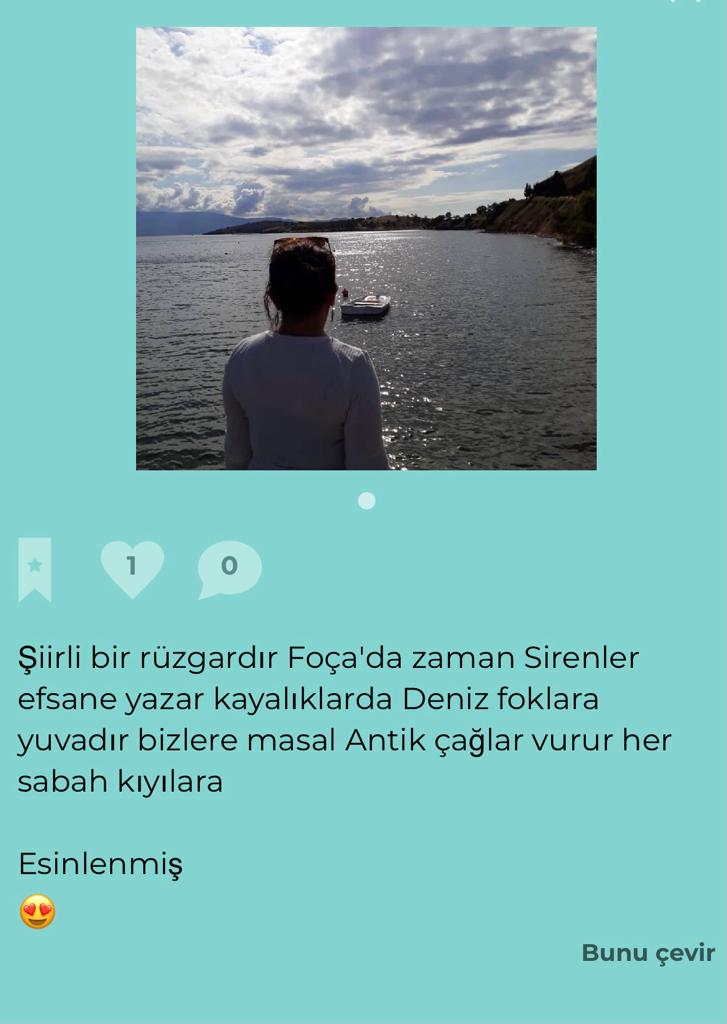 1
0
Şiirli bir rüzgardır Foça'da zaman Sirenler
efsane yazar kayalıklarda Deniz foklara
yuvadır bizlere masal Antik çağlar vurur her
sabah kıyılara
Esinlenmiş
😍
Bunu çevir